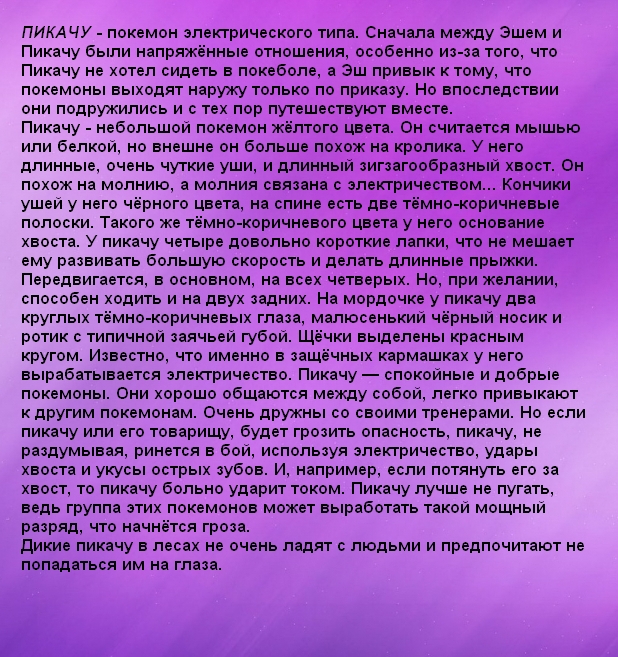 ПИКАЧУ - покемон электрического типа. Сначала между Эшем и
Пикачу были напряжённые отношения, особенно из-за того, что
Пикачу не хотел сидеть в покеболе, а Эш привык к тому, что
покемоны выходят наружу только по приказу. Но впоследствии
они подружились и с тех пор путешествуют вместе.
Пикачу - небольшой покемон жёлтого цвета. Он считается мышью
или белкой, но внешне он больше похож на кролика. У него
длинные, очень чуткие уши, и длинный зигзагообразный хвост. Он
похож на молнию, а молния связана с электричеством... Кончики
ушей у него чёрного цвета, на спине есть две тёмно-коричневые
полоски. Такого же тёмно-коричневого цвета у него основание
хвоста. У пикачу четыре довольно короткие лапки, что не мешает
ему развивать большую скорость и делать длинные прыжки.
Передвигается, в основном, на всех четверых. Но, при желании,
способен ходить и на двух задних. На мордочке у пикачу два
круглых тёмно-коричневых глаза, малюсенький чёрный носик и
ротик с типичной заячьей губой. Щёчки выделены красным
кругом. Известно, что именно в защёчных кармашках у него
вырабатывается электричество. Пикачу — спокойные и добрые
покемоны. Они хорошо общаются между собой, легко привыкают
к другим покемонам. Очень дружны со своими тренерами. Но если
пикачу или его товарищу, будет грозить опасность, пикачу, не
раздумывая, ринется в бой, используя электричество, удары
хвоста и укусы острых зубов. И, например, если потянуть его за
хвост, то пикачу больно ударит током. Пикачу лучше не пугать,
ведь группа этих покемонов может выработать такой мощный
разряд, что начнётся гроза.
Дикие пикачу в лесах не очень ладят с людьми и предпочитают не
попадаться им на глаза.